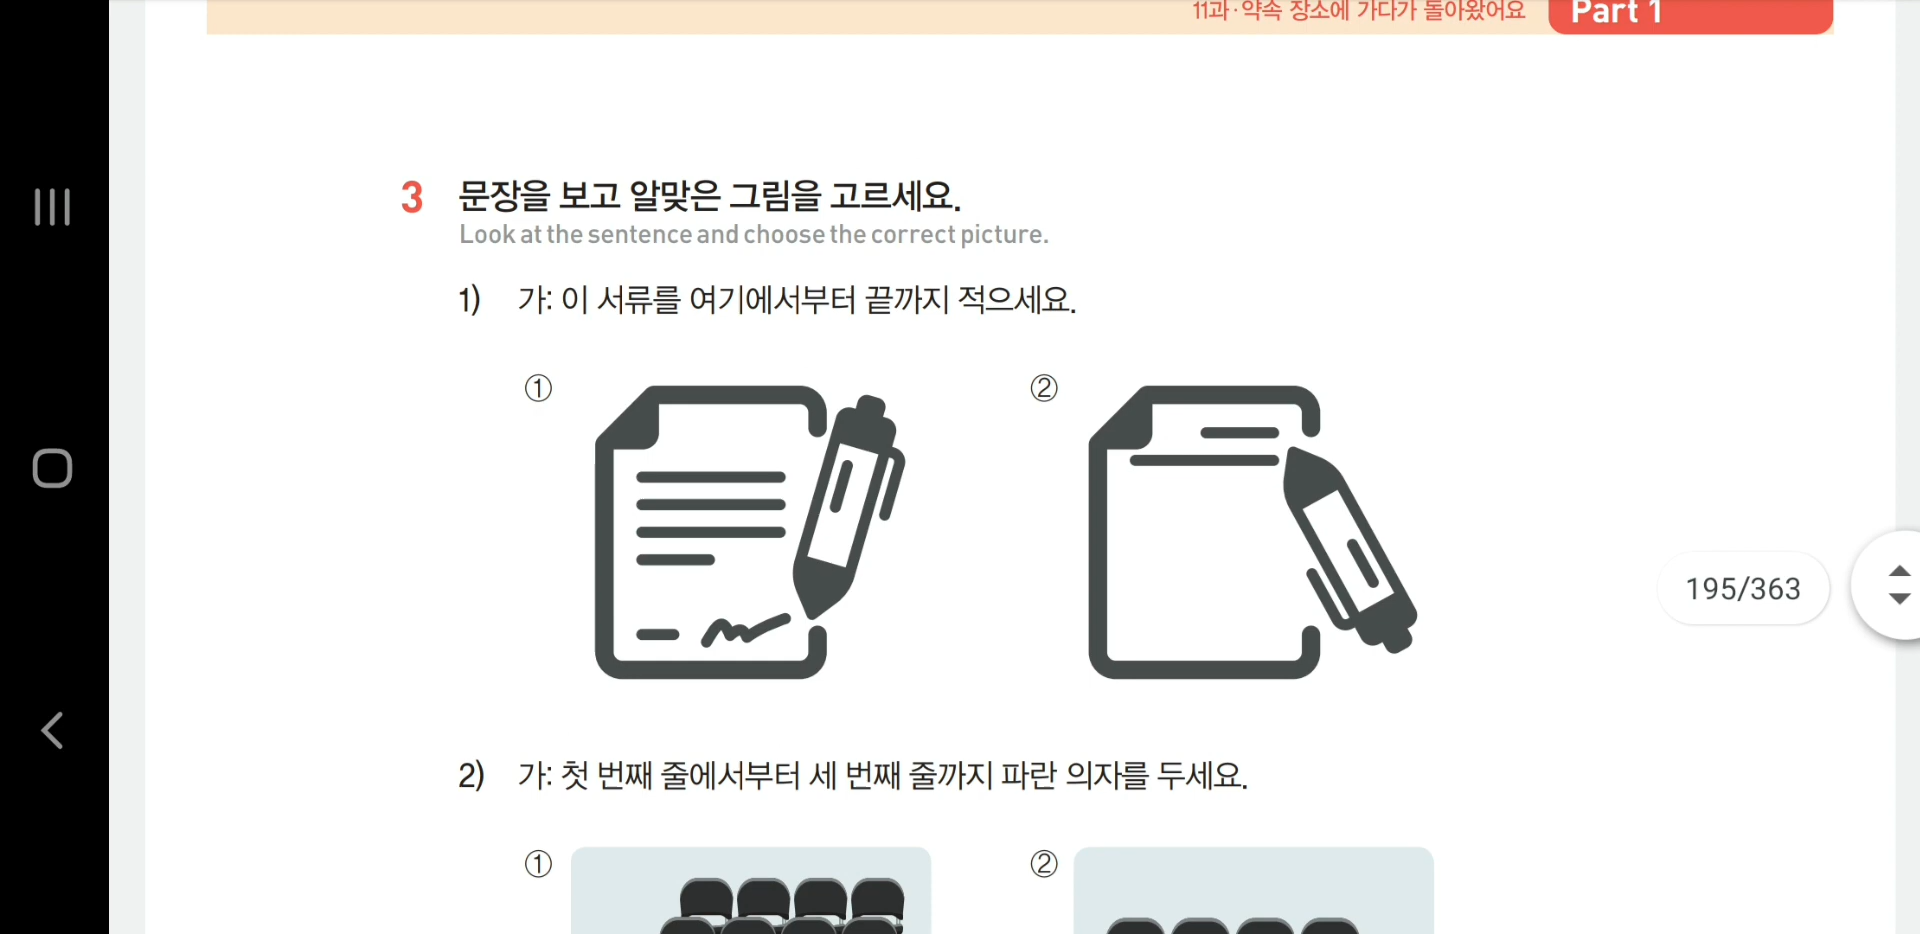 11과·약속 장소에 가다가 돌아왔어요
Part 1
3 문장을 보고 알맞은 그림을 고르세요.
Look at the sentence and choose the correct picture.
1) 가: 이 서류를 여기에서부터 끝까지 적으세요.
① ②
195/363
2) 가: 첫 번째 줄에서부터 세 번째 줄까지 파란 의자를 두세요.
① ②